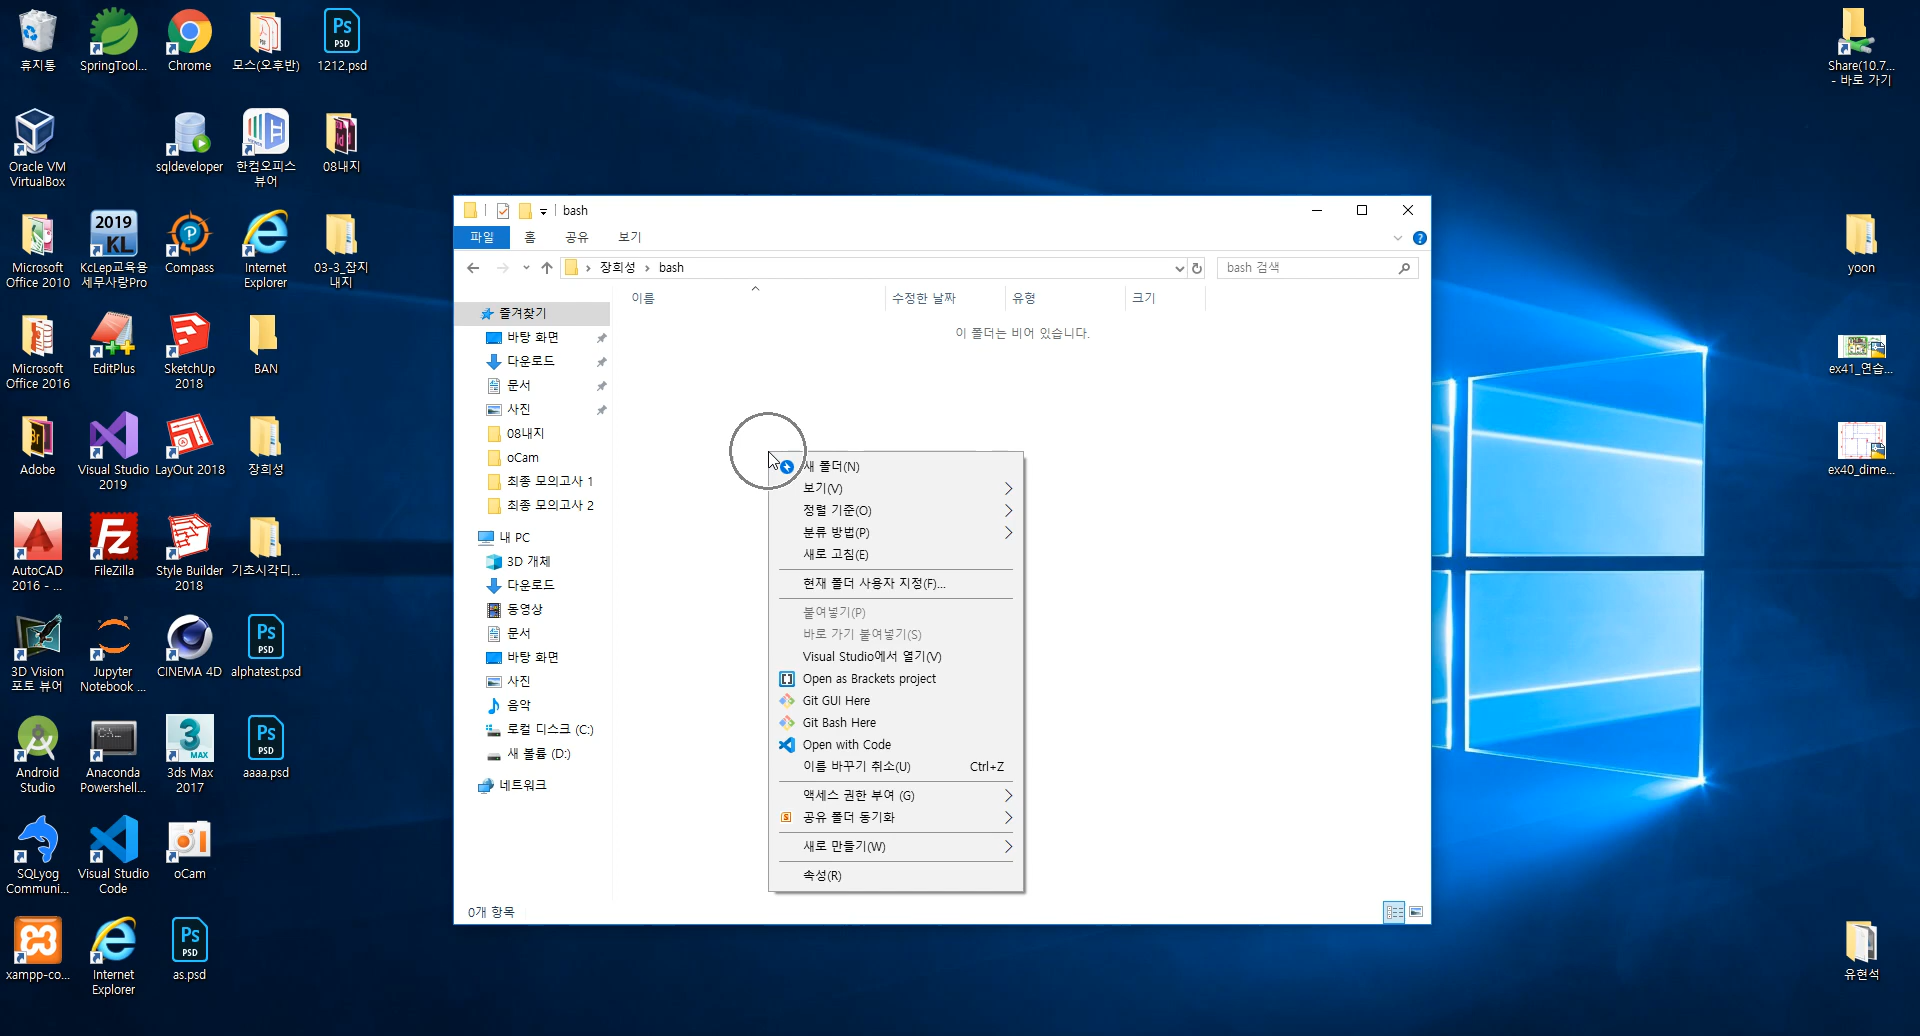 휴지통
SpringTool...
Chrome
모스(오후반)
1212.psd
Share(10.7...
- 바로 가기
Oracle VM
VirtualBox
sqldeveloper
한컴오피스
뷰어
08내지
Microsoft
Office 2010
2019
KL
KcLep교육용
세무사랑Pro
Compass
Internet
Explorer
03-3_잡지
내지
yoon
Microsoft
Office 2016
EditPlus
SketchUp
2018
BAN
ex41_연습...
Adobe
Visual Studio
2019
LayOut 2018
장희성
ex40_dime...
AutoCAD
2016 - ...
FileZilla
Style Builder
2018
기초시각디...
3D Vision
포토 뷰어
Jupyter
Notebook ...
CINEMA 4D
alphatest.psd
Android
Studio
Anaconda
Powershell...
3ds Max
2017
aaaa.psd
SQLyog
Communi...
Visual Studio
Code
oCam
xampp-co...
Internet
Explorer
as.psd
유현석
bash
파일 홈 공유 보기
장희성 › bash
bash 검색
이름 수정한 날짜 유형 크기
이 폴더는 비어 있습니다.
즐겨찾기
바탕 화면
다운로드
문서
사진
08내지
oCam
최종 모의고사 1
최종 모의고사 2
내 PC
3D 개체
다운로드
동영상
문서
바탕 화면
사진
음악
로컬 디스크 (C:)
새 볼륨 (D:)
네트워크
0개 항목
새 폴더(N)
보기(V)
정렬 기준(O)
분류 방법(P)
새로 고침(E)
현재 폴더 사용자 지정(F)...
붙여넣기(P)
바로 가기 붙여넣기(S)
Visual Studio에서 열기(V)
Open as Brackets project
Git GUI Here
Git Bash Here
Open with Code
이름 바꾸기 취소(U) Ctrl+Z
액세스 권한 부여 (G)
공유 폴더 동기화
새로 만들기(W)
속성(R)